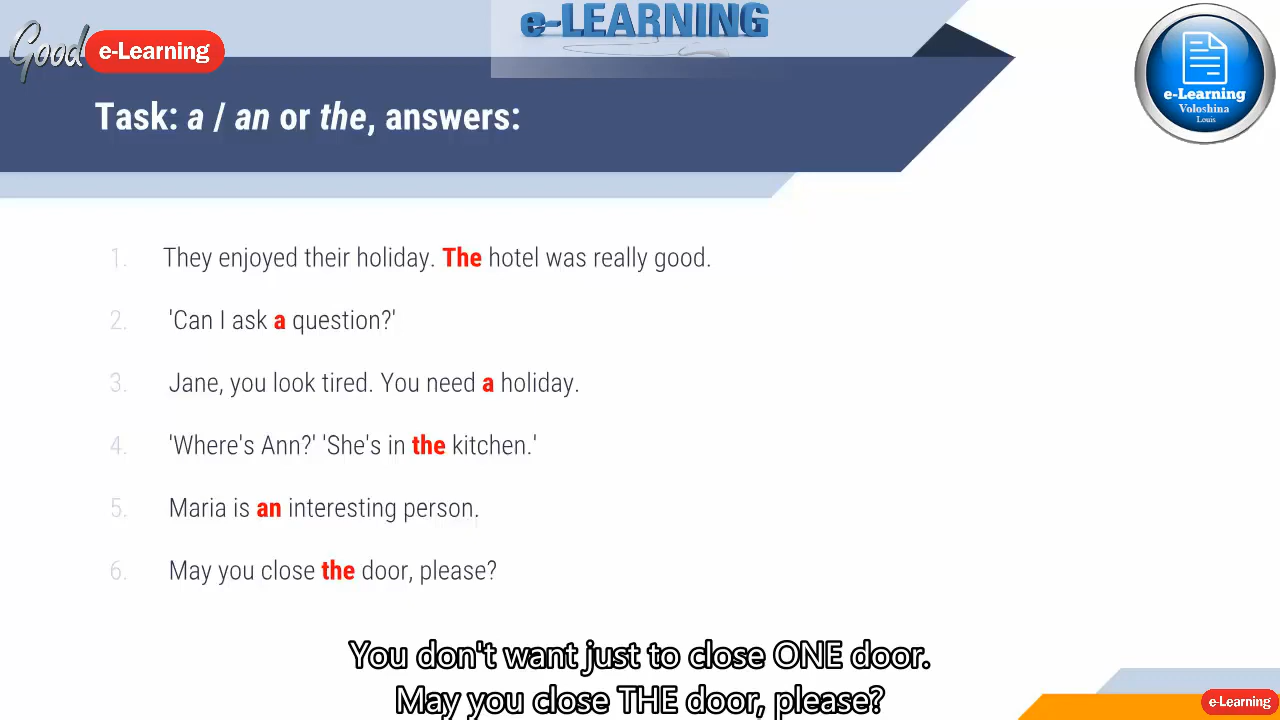 e-LEARNING
Good e-Learning
e-Learning
Voloshina
Louis
Task: a / an or the, answers:
1. They enjoyed their holiday. The hotel was really good.
2. 'Can I ask a question?'
3. Jane, you look tired. You need a holiday.
4. 'Where's Ann?' 'She's in the kitchen.'
5. Maria is an interesting person.
6. May you close the door, please?
You don't want just to close ONE door.
May you close THE door, please?
e-Learning